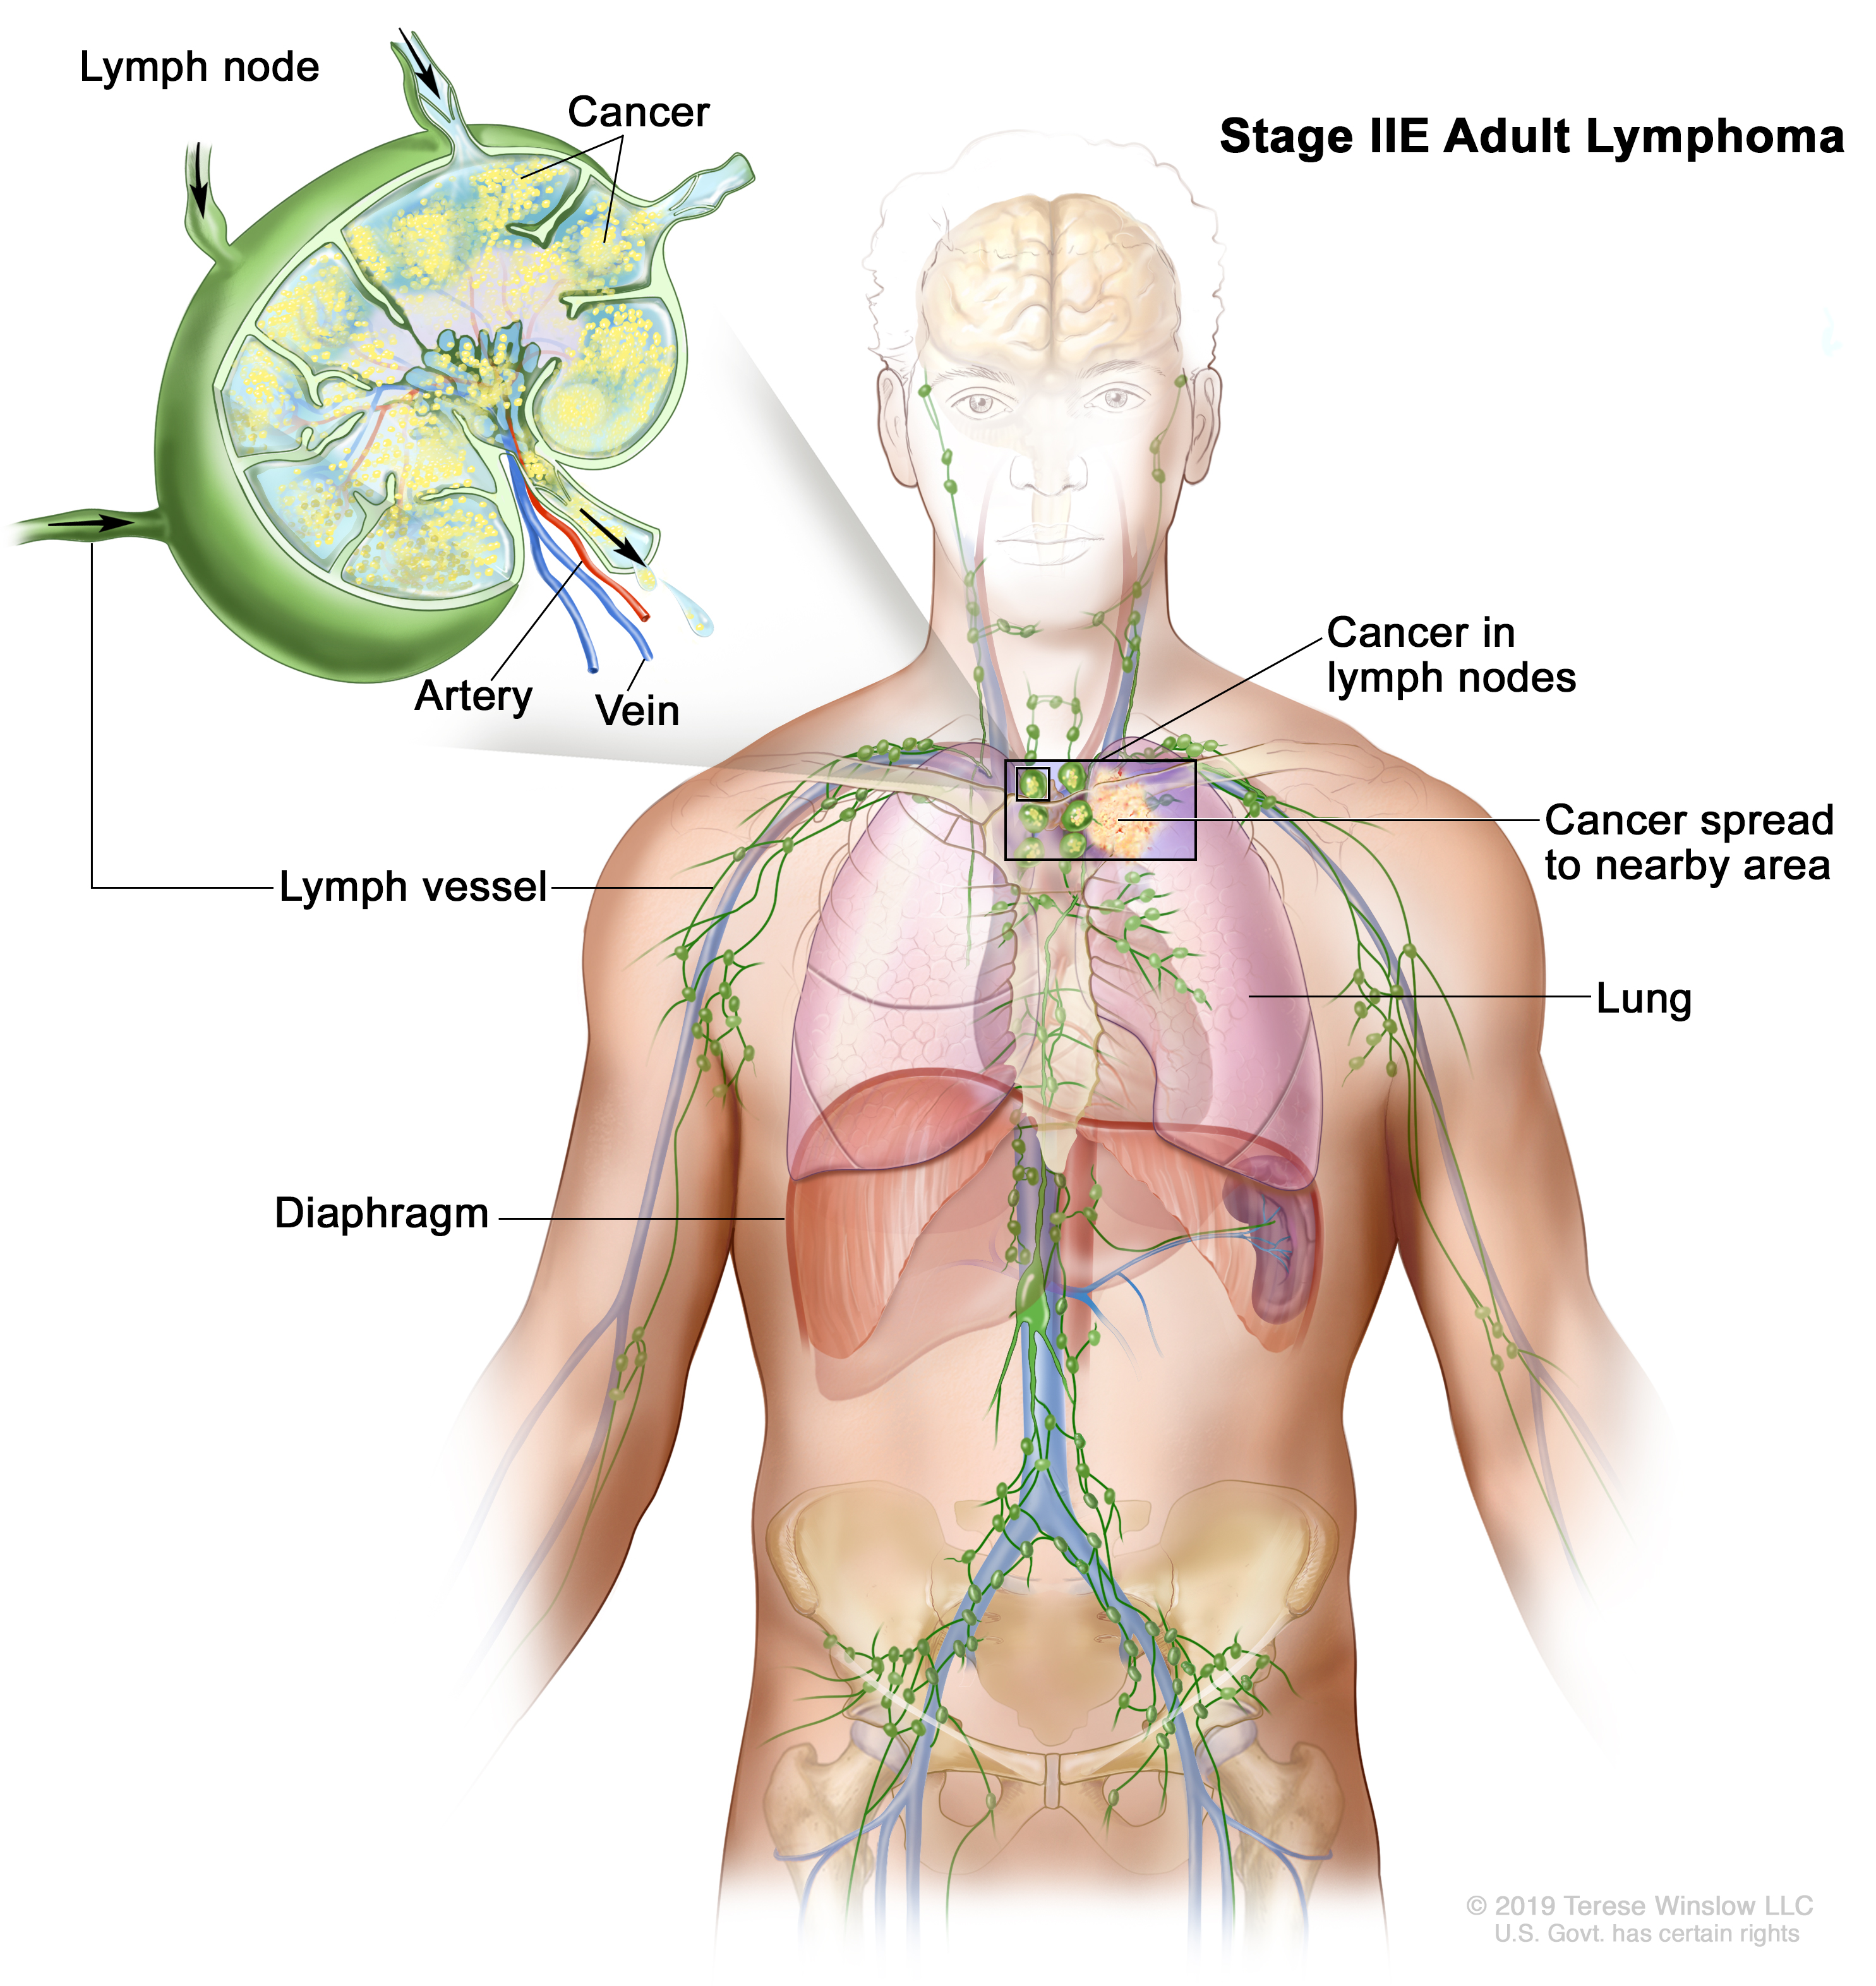 Lymph node
Cancer
Stage IIE Adult Lymphoma
Artery
Vein
Cancer in
lymph nodes
Cancer spread
to nearby area
Lymph vessel
Lung
Diaphragm
© 2019 Terese Winslow LLC
U.S. Govt. has certain rights